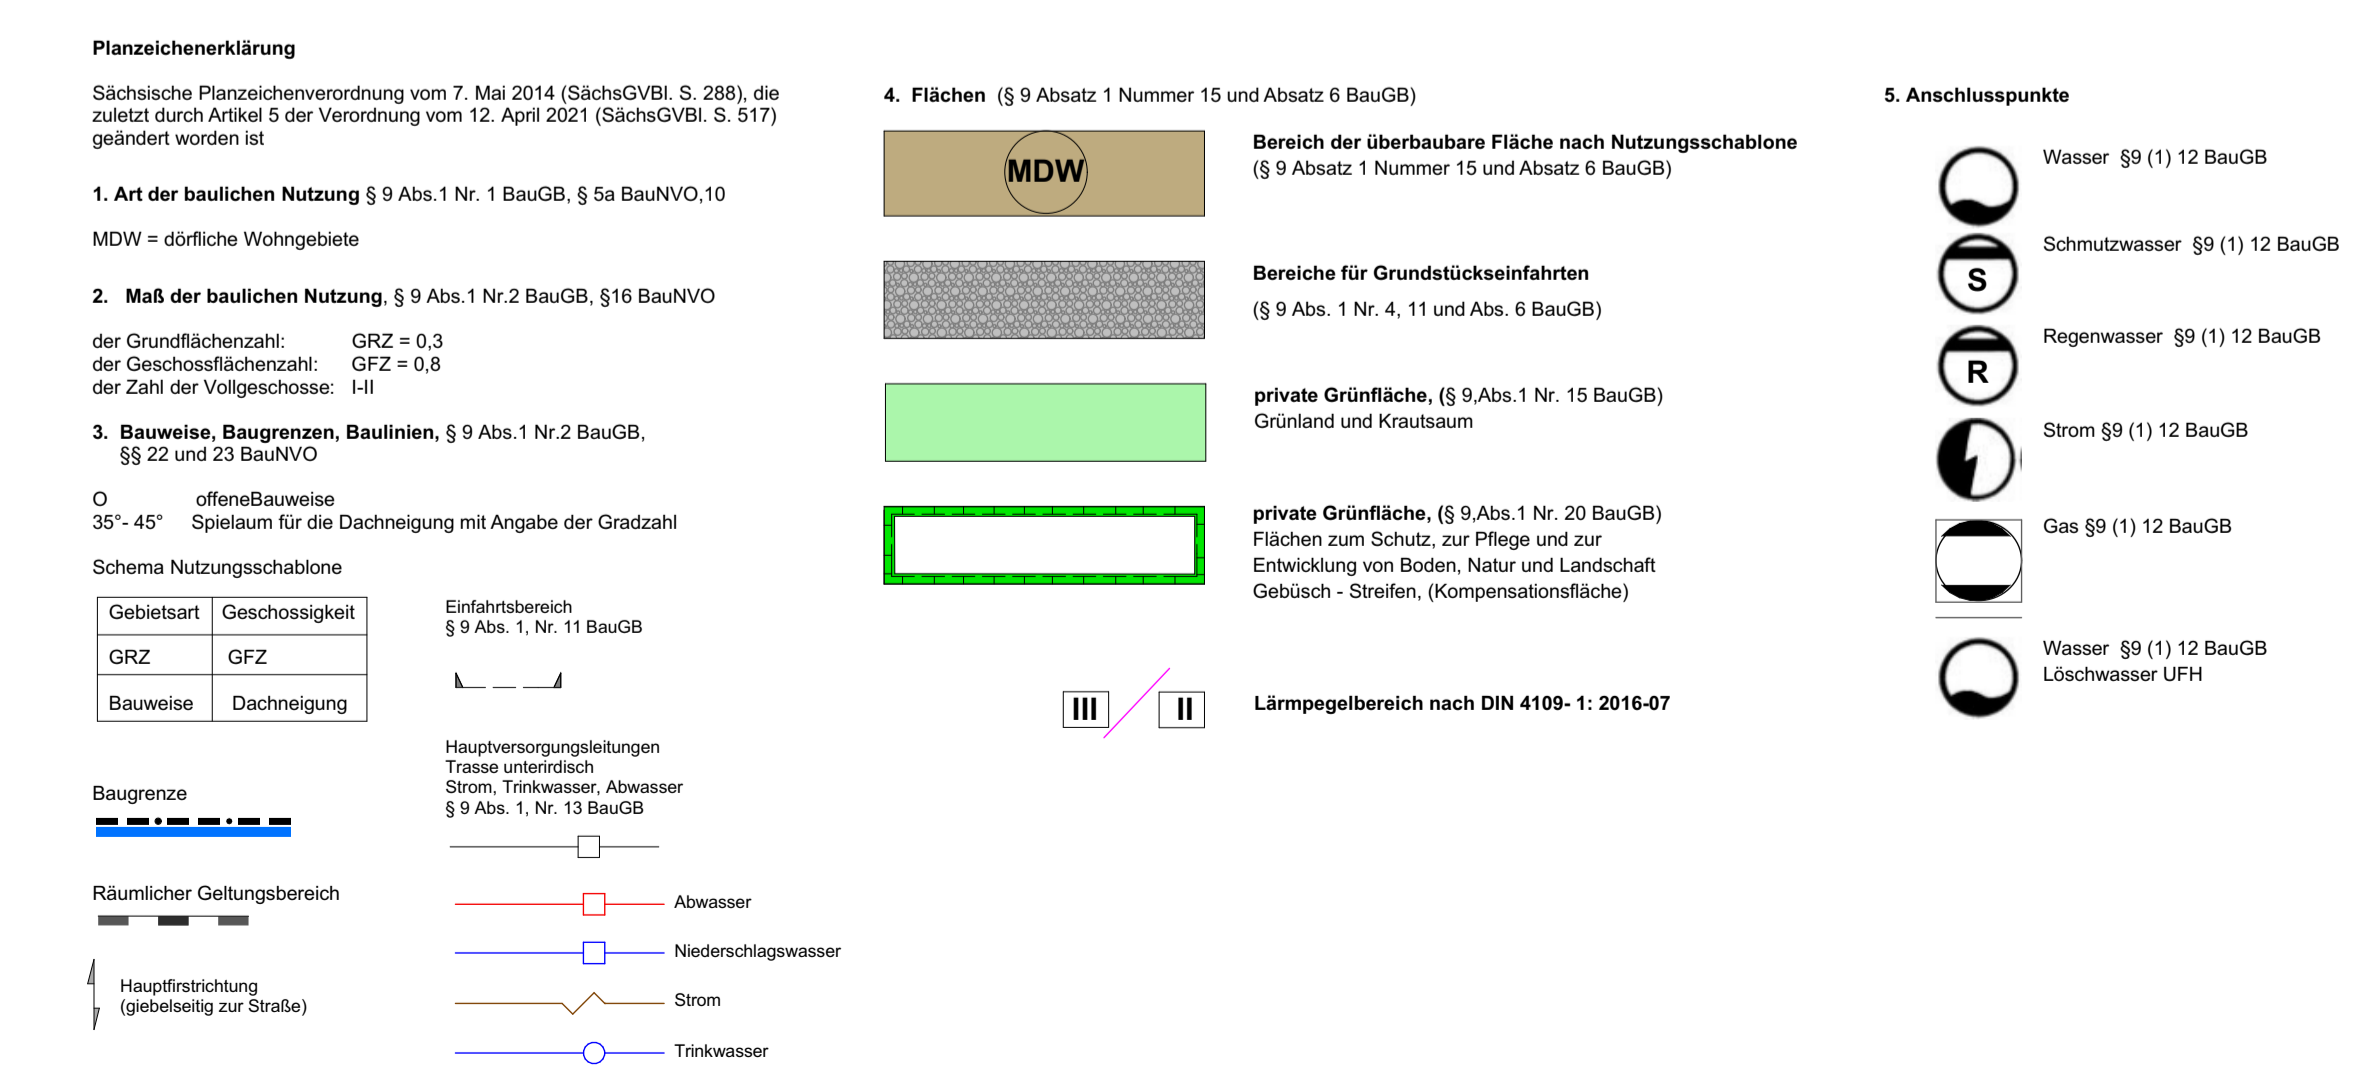 Planzeichenerklärung
Sächsische Planzeichenverordnung vom 7. Mai 2014 (SächsGVBl. S. 288), die
zuletzt durch Artikel 5 der Verordnung vom 12. April 2021 (SächsGVBl. S. 517)
geändert worden ist
1. Art der baulichen Nutzung § 9 Abs.1 Nr. 1 BauGB, § 5a BauNVO,10
MDW = dörfliche Wohngebiete
2. Maß der baulichen Nutzung, § 9 Abs.1 Nr.2 BauGB, §16 BauNVO
der Grundflächenzahl: GRZ = 0,3
der Geschossflächenzahl: GFZ = 0,8
der Zahl der Vollgeschosse: I-II
3. Bauweise, Baugrenzen, Baulinien, § 9 Abs.1 Nr.2 BauGB,
§§ 22 und 23 BauNVO
O offeneBauweise
35°- 45° Spielaum für die Dachneigung mit Angabe der Gradzahl
Schema Nutzungsschablone
Gebietsart Geschossigkeit
GRZ GFZ
Bauweise Dachneigung
Baugrenze
Räumlicher Geltungsbereich
Hauptfirstrichtung
(giebelseitig zur Straße)
Einfahrtsbereich
§ 9 Abs. 1, Nr. 11 BauGB
Hauptversorgungsleitungen
Trasse unterirdisch
Strom, Trinkwasser, Abwasser
§ 9 Abs. 1, Nr. 13 BauGB
Abwasser
Niederschlagswasser
Strom
Trinkwasser
4. Flächen (§ 9 Absatz 1 Nummer 15 und Absatz 6 BauGB)
MDW
Bereich der überbaubare Fläche nach Nutzungsschablone
(§ 9 Absatz 1 Nummer 15 und Absatz 6 BauGB)
Bereiche für Grundstückseinfahrten
(§ 9 Abs. 1 Nr. 4, 11 und Abs. 6 BauGB)
private Grünfläche, (§ 9,Abs.1 Nr. 15 BauGB)
Grünland und Krautsaum
private Grünfläche, (§ 9,Abs.1 Nr. 20 BauGB)
Flächen zum Schutz, zur Pflege und zur
Entwicklung von Boden, Natur und Landschaft
Gebüsch - Streifen, (Kompensationsfläche)
III II
Lärmpegelbereich nach DIN 4109- 1: 2016-07
5. Anschlusspunkte
Wasser §9 (1) 12 BauGB
S
Schmutzwasser §9 (1) 12 BauGB
R
Regenwasser §9 (1) 12 BauGB
Strom §9 (1) 12 BauGB
Gas §9 (1) 12 BauGB
Wasser §9 (1) 12 BauGB
Löschwasser UFH